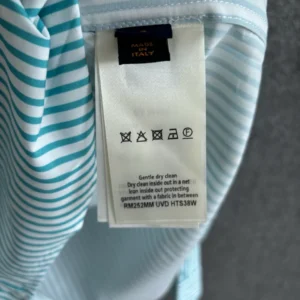 MADE
IN
ITALY
Gentle dry clean
Dry clean inside out in a net
Iron inside out protecting
garment with a fabric in between
RM252MM UVD HTS38W